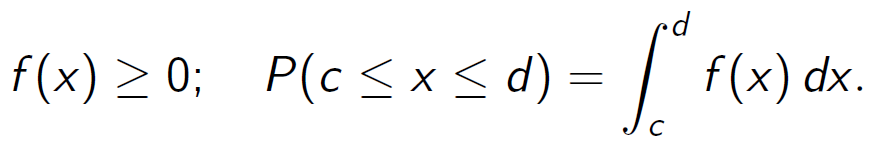 f(x) ≥ 0;  P(c ≤ x ≤ d) = ∫_c^d f(x) dx.